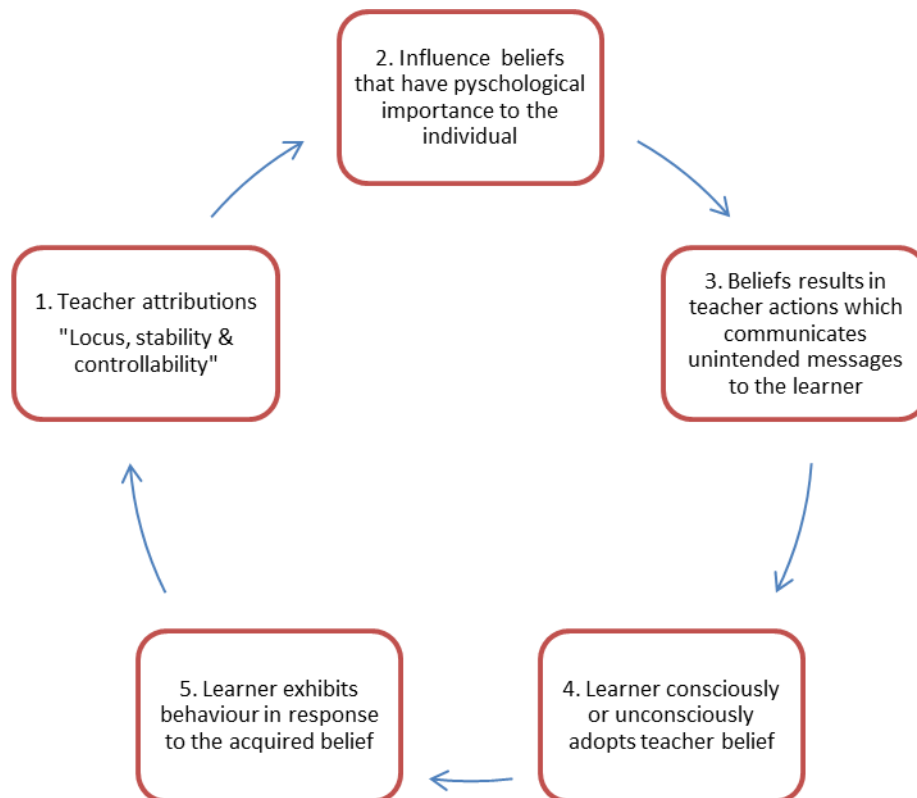 2. Influence beliefs
that have pyschological
importance to the
individual
1. Teacher attributions
"Locus, stability &
controllability"
3. Beliefs results in
teacher actions which
communicates
unintended messages
to the learner
5. Learner exhibits
behaviour in response
to the acquired belief
4. Learner consciously
or unconsciously
adopts teacher belief